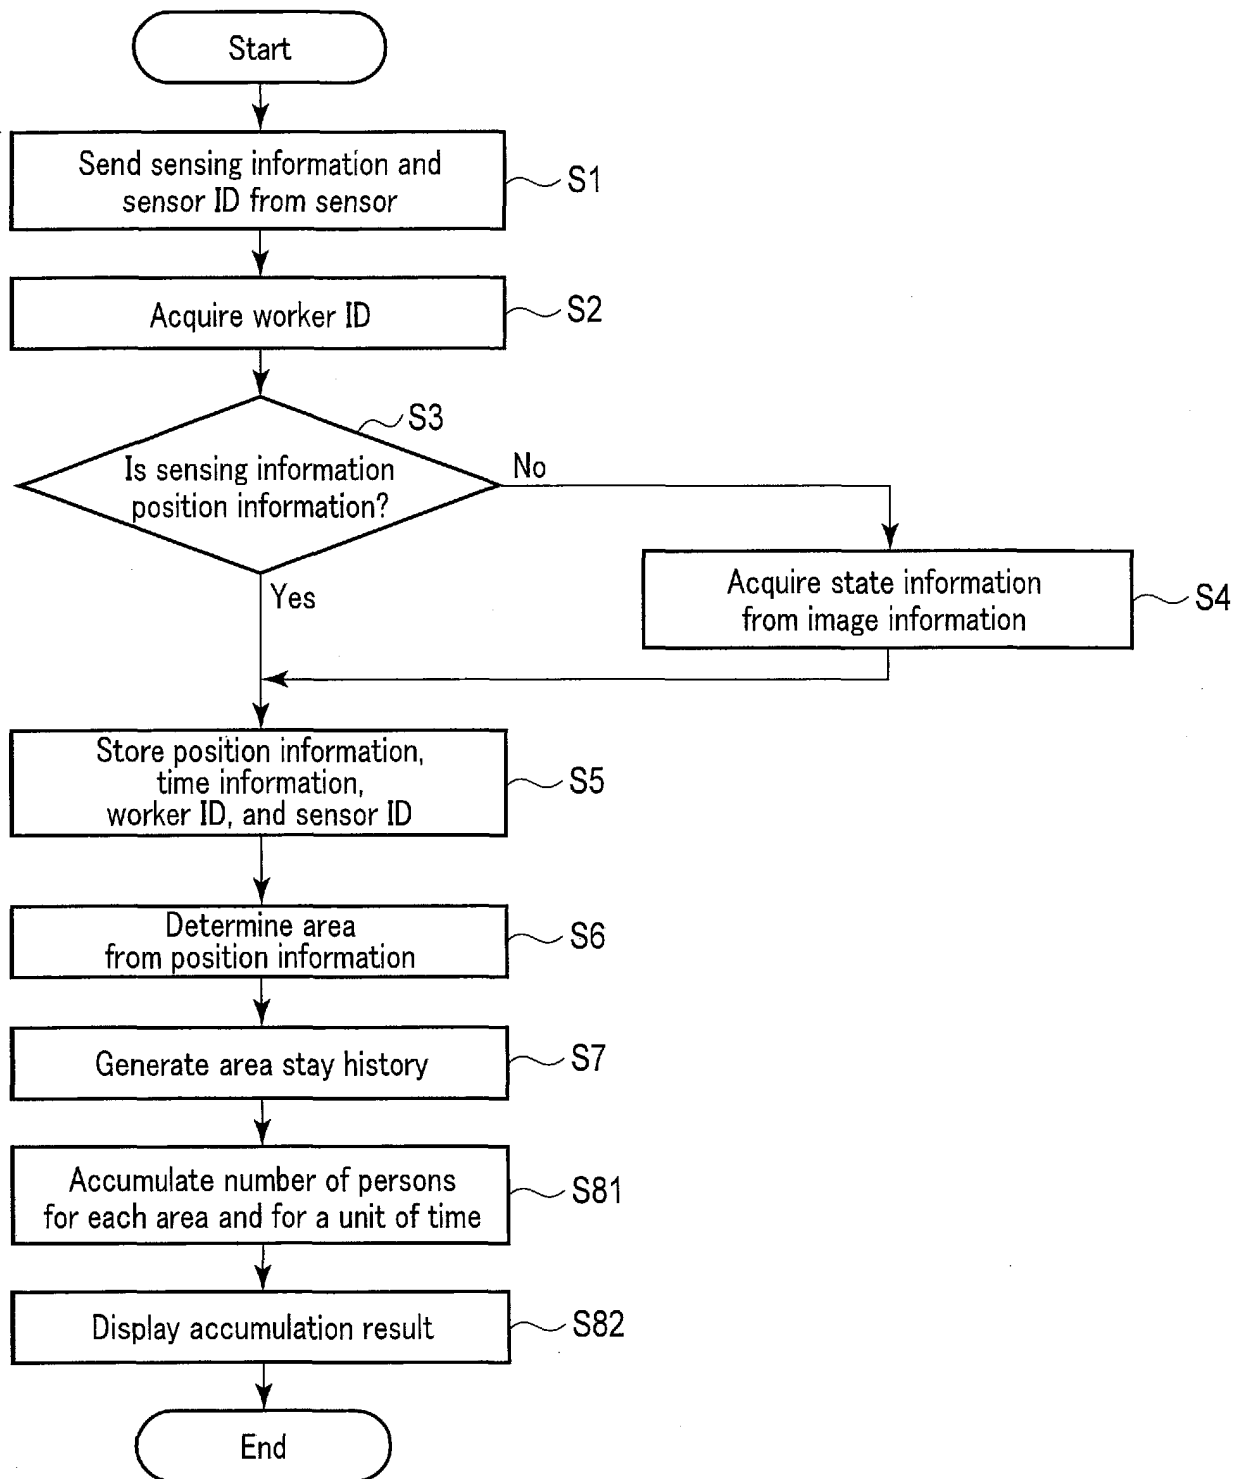 Start
Send sensing information and
sensor ID from sensor
S1
Acquire worker ID
S2
S3
Is sensing information
position information?
No
Yes
Acquire state information
from image information
S4
Store position information,
time information,
worker ID, and sensor ID
S5
Determine area
from position information
S6
Generate area stay history
S7
Accumulate number of persons
for each area and for a unit of time
S81
Display accumulation result
S82
End